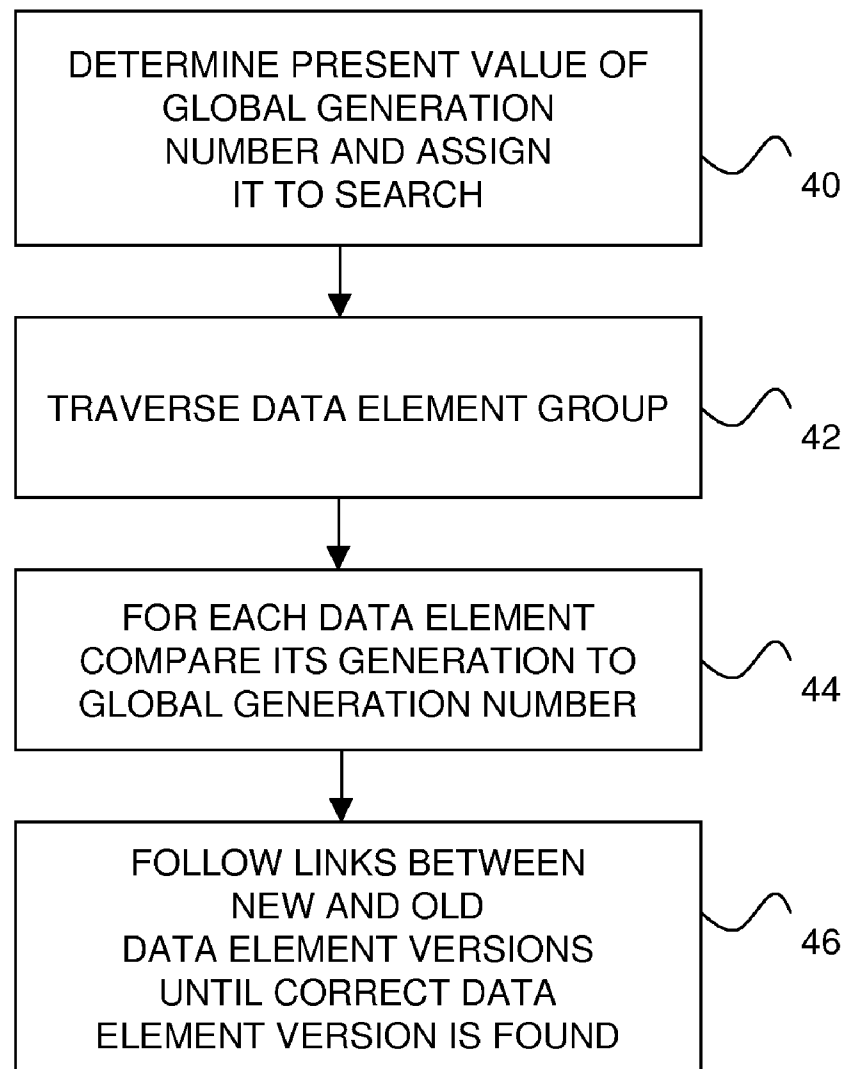 DETERMINE PRESENT VALUE OF
GLOBAL GENERATION
NUMBER AND ASSIGN
IT TO SEARCH
40
TRAVERSE DATA ELEMENT GROUP
42
FOR EACH DATA ELEMENT
COMPARE ITS GENERATION TO
GLOBAL GENERATION NUMBER
44
FOLLOW LINKS BETWEEN
NEW AND OLD
DATA ELEMENT VERSIONS
UNTIL CORRECT DATA
ELEMENT VERSION IS FOUND
46